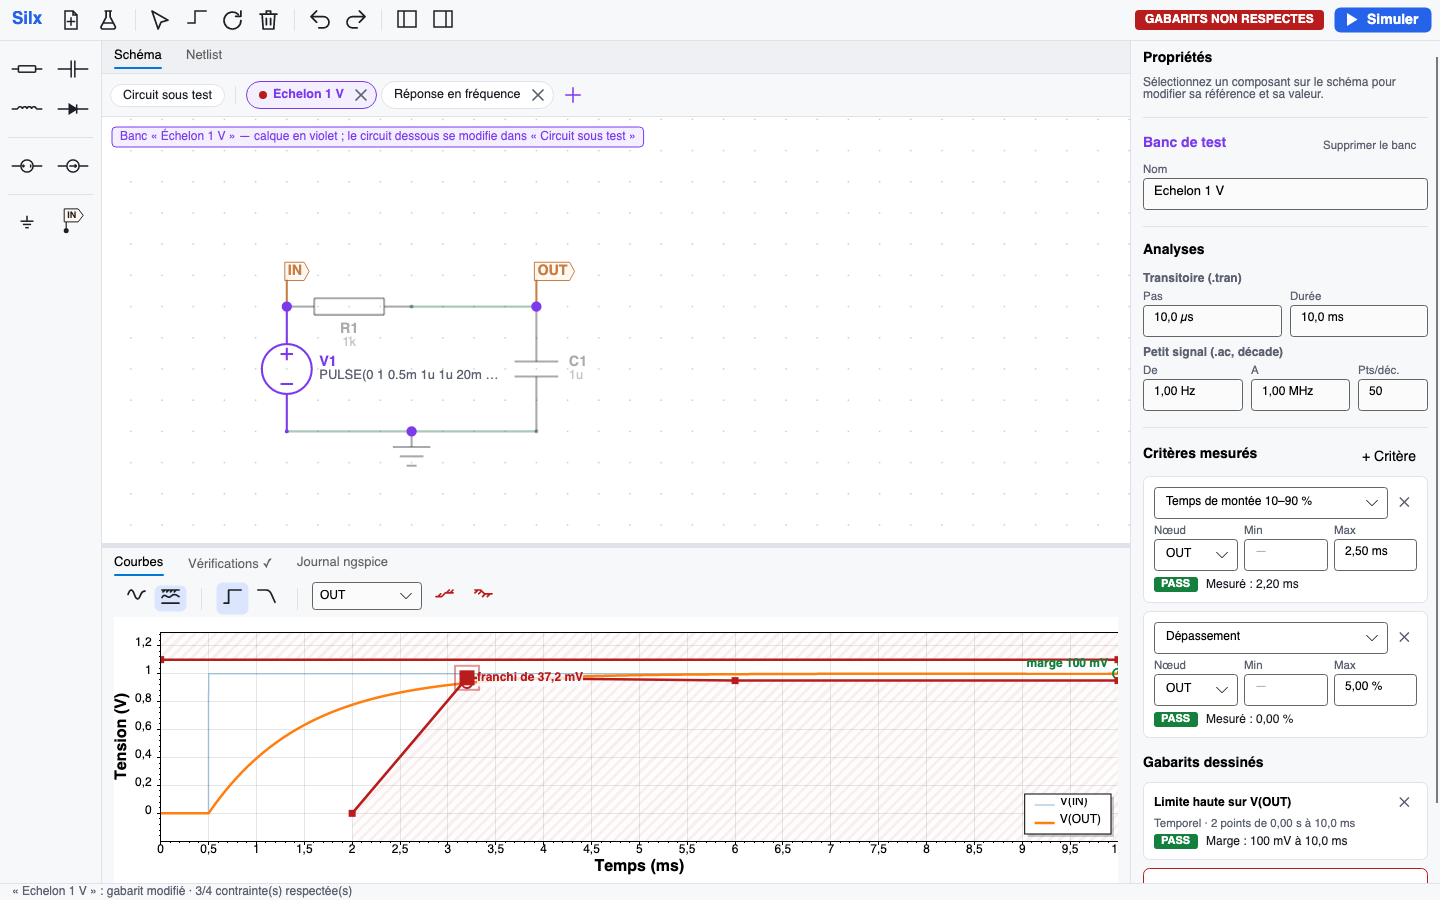 Silx
GABARITS NON RESPECTES
Simuler
Schéma
Netlist
Circuit sous test
Echelon 1 V
Réponse en fréquence
Banc « Échelon 1 V » — calque en violet ; le circuit dessous se modifie dans « Circuit sous test »
IN
IN
OUT
R1
1k
V1
PULSE(0 1 0.5m 1u 1u 20m ...
C1
1u
Courbes
Vérifications ✓
Journal ngspice
OUT
Tension (V)
1,2
1
0,8
0,6
0,4
0,2
0
franchi de 37,2 mV
marge 100 mV
V(IN)
V(OUT)
0
0,5
1
1,5
2
2,5
3
3,5
4
4,5
5
5,5
6
6,5
7
7,5
8
8,5
9
9,5
Temps (ms)
Propriétés
Sélectionnez un composant sur le schéma pour
modifier sa référence et sa valeur.
Banc de test
Supprimer le banc
Nom
Echelon 1 V
Analyses
Transitoire (.tran)
Pas
Durée
10,0 µs
10,0 ms
Petit signal (.ac, décade)
De
A
Pts/déc.
1,00 Hz
1,00 MHz
50
Critères mesurés
+ Critère
Temps de montée 10–90 %
Nœud
Min
Max
OUT
—
2,50 ms
PASS
Mesuré : 2,20 ms
Dépassement
Nœud
Min
Max
OUT
—
5,00 %
PASS
Mesuré : 0,00 %
Gabarits dessinés
Limite haute sur V(OUT)
Temporel · 2 points de 0,00 s à 10,0 ms
PASS
Marge : 100 mV à 10,0 ms
« Echelon 1 V » : gabarit modifié · 3/4 contrainte(s) respectée(s)